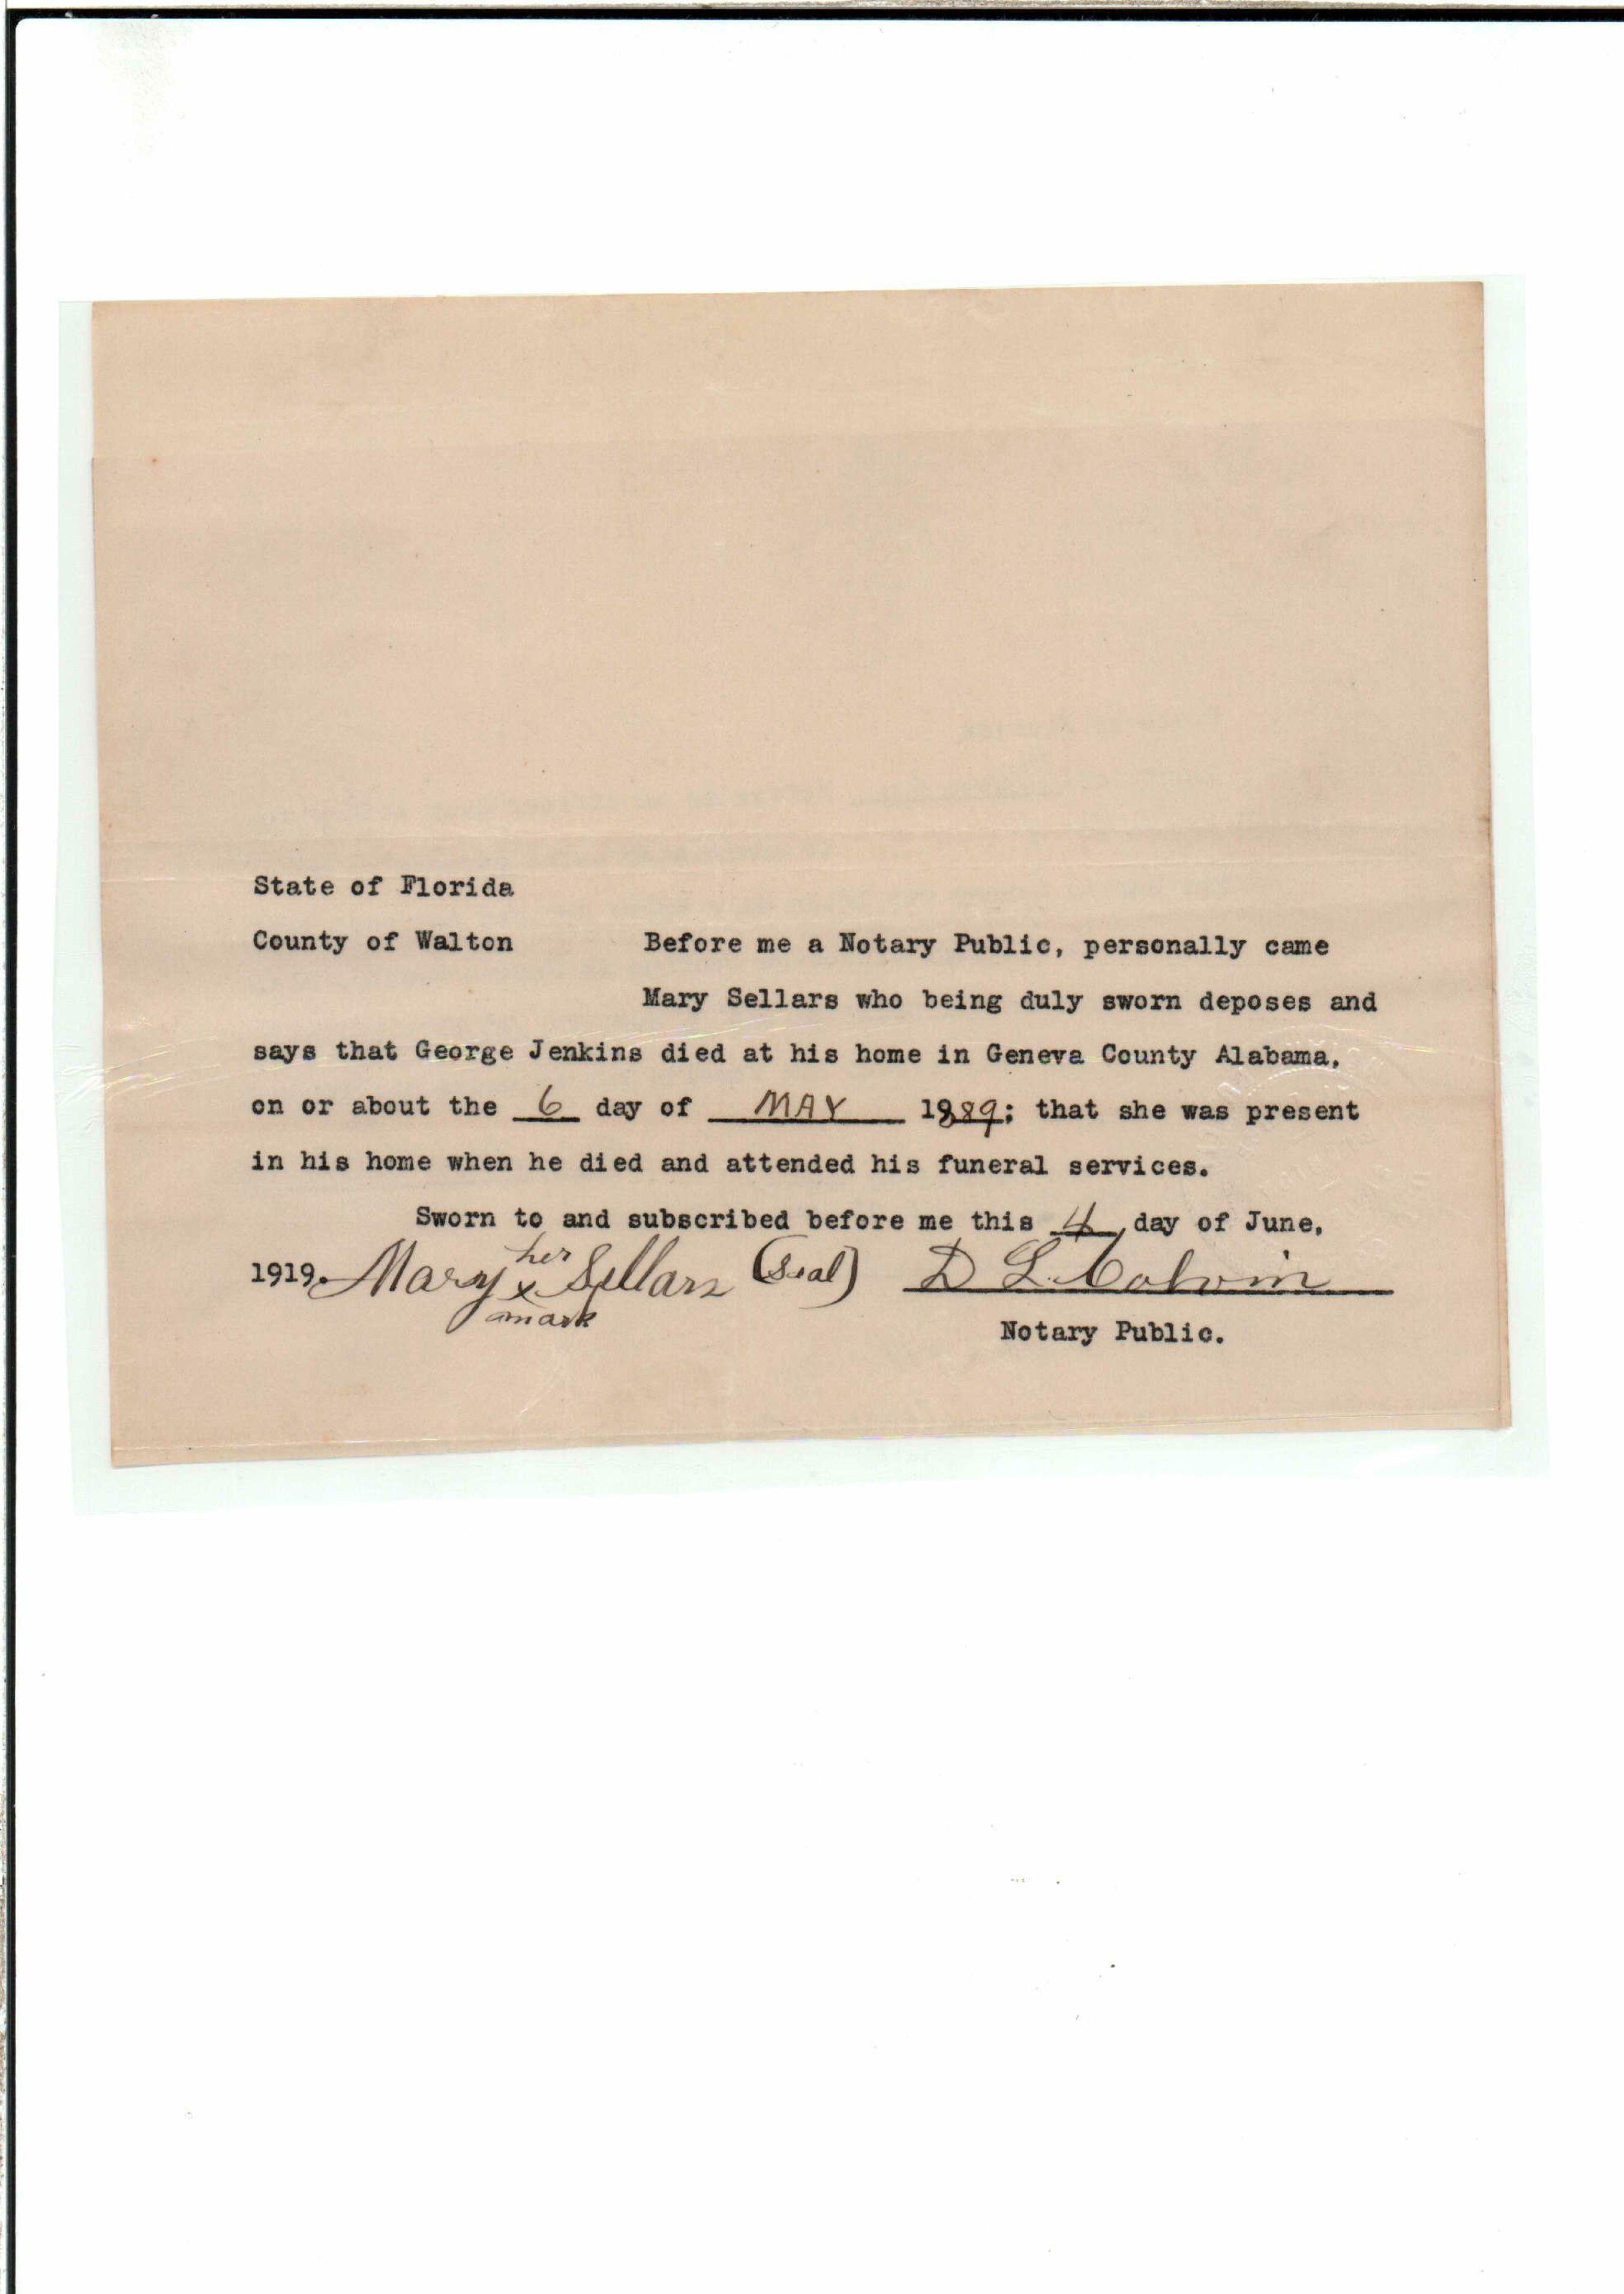 State of Florida
County of Walton Before me a Notary Public, personally came
Mary Sellars who being duly sworn deposes and
says that George Jenkins died at his home in Geneva County Alabama,
on or about the 6 day of MAY 1889; that she was present
in his home when he died and attended his funeral services.
Sworn to and subscribed before me this 4 day of June,
her
1919. Mary x Sellars (Seal) D L. Colvin
mark
Notary Public.